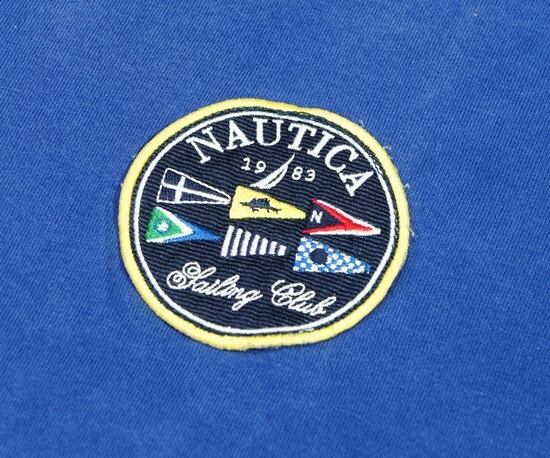 NAUTICA
19 83
N
Sailing Club